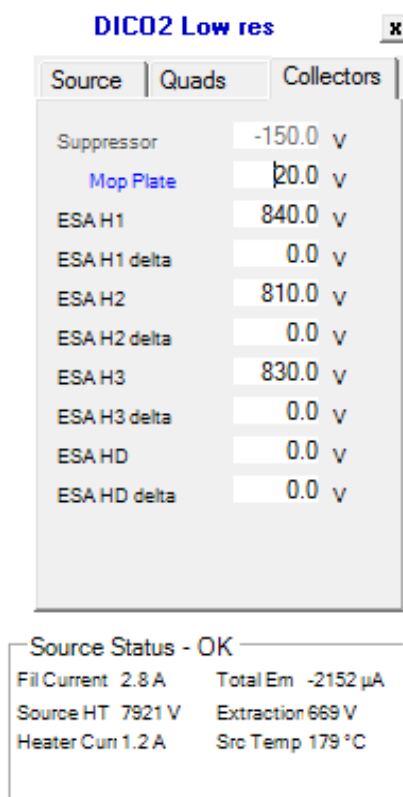 DICO2 Low res x
Source Quads Collectors
Suppressor -150.0 V
Mop Plate 20.0 V
ESA H1 840.0 V
ESA H1 delta 0.0 V
ESA H2 810.0 V
ESA H2 delta 0.0 V
ESA H3 830.0 V
ESA H3 delta 0.0 V
ESA HD 0.0 V
ESA HD delta 0.0 V
Source Status - OK
Fil Current 2.8 A Total Em -2152 µA
Source HT 7921 V Extraction 669 V
Heater Curr 1.2 A Src Temp 179 °C